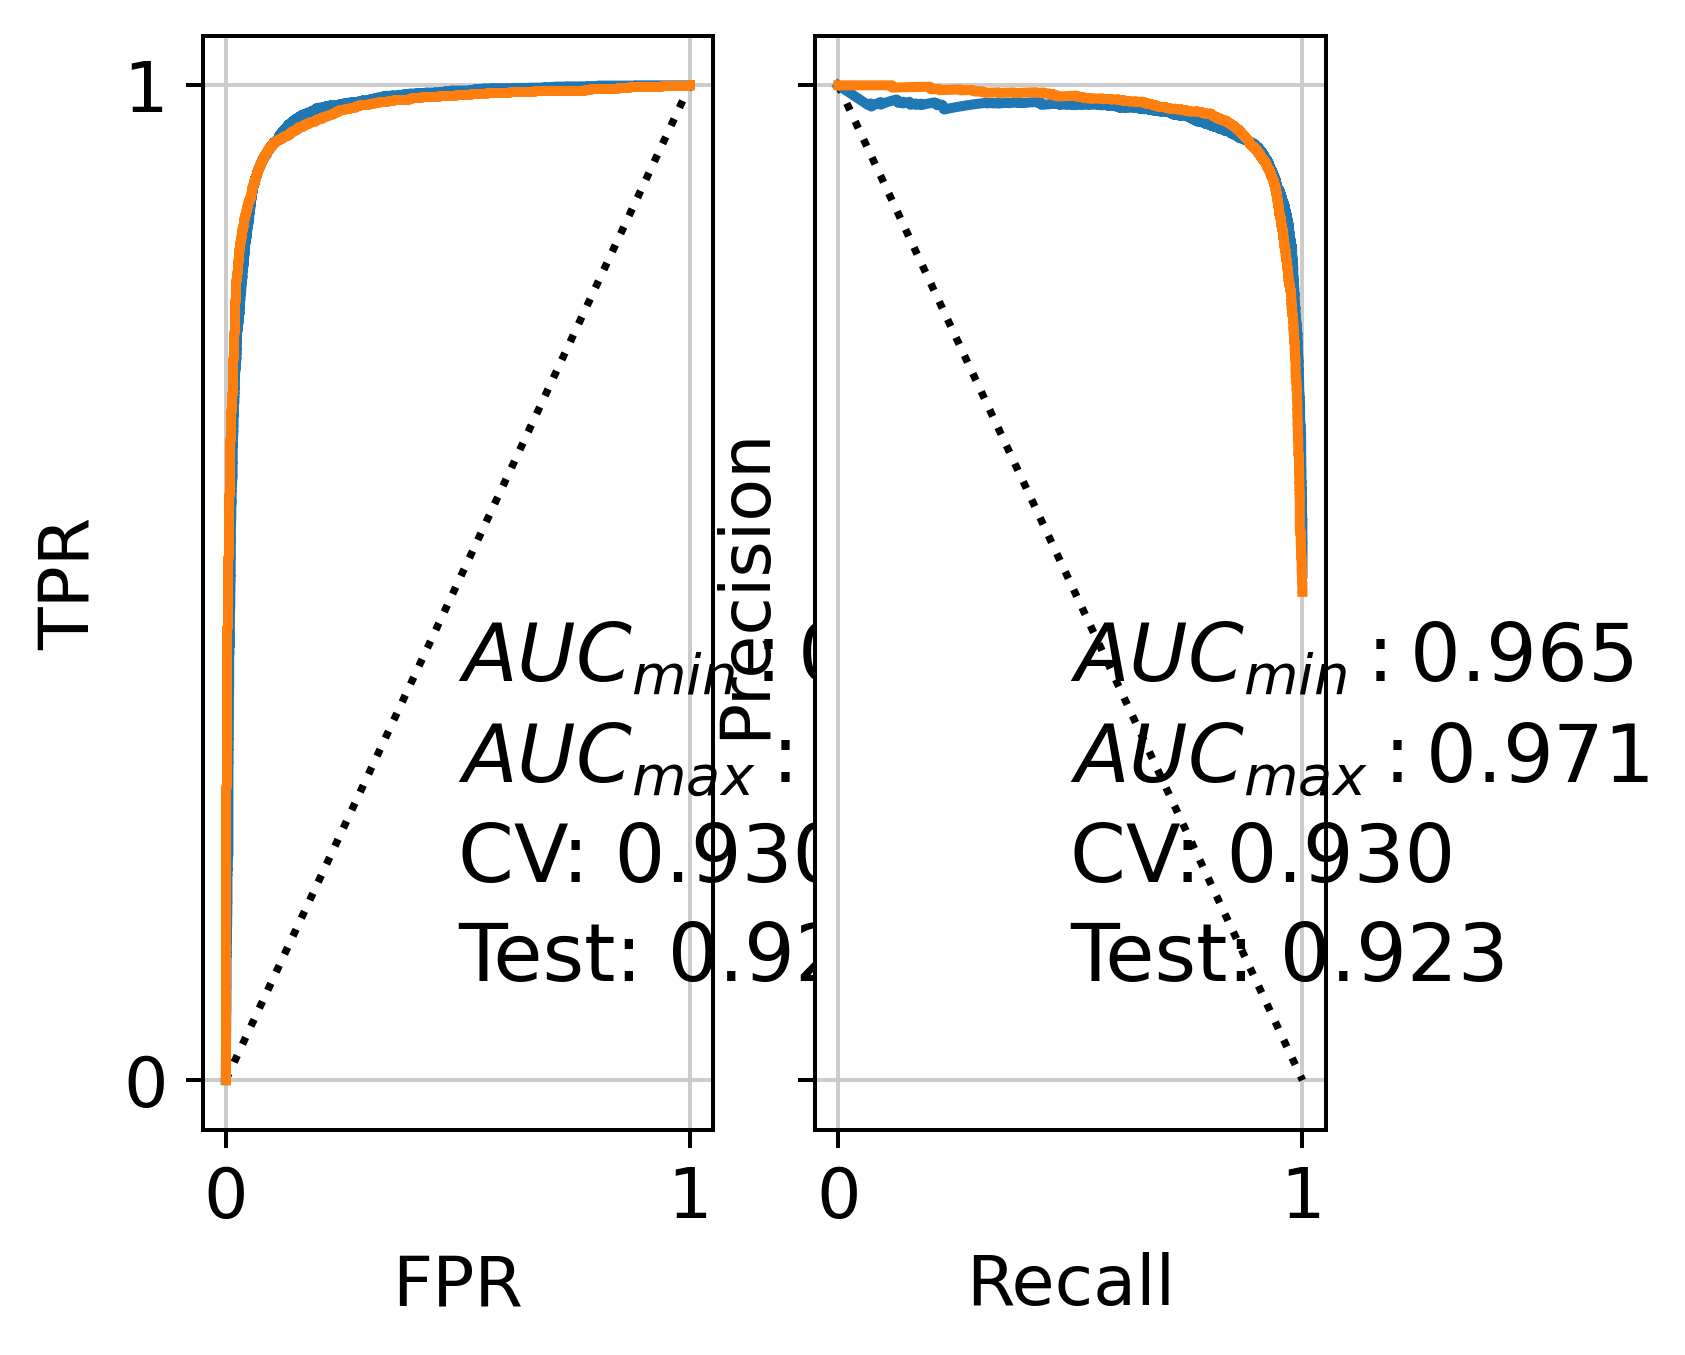 1
0
TPR
0 1
FPR
AUC_min :
AUC_max :
CV: 0.930
Test: 0.92
Precision
AUC_min : 0.965
AUC_max : 0.971
CV: 0.930
Test: 0.923
0 1
Recall